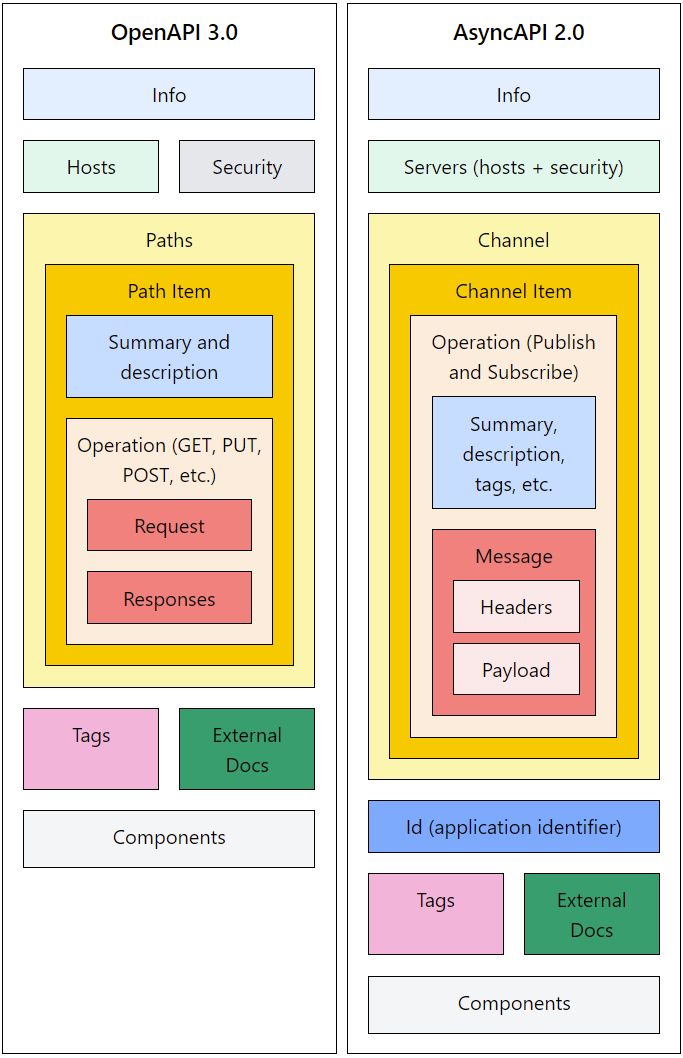 OpenAPI 3.0
Info
Hosts
Security
Paths
Path Item
Summary and
description
Operation (GET, PUT,
POST, etc.)
Request
Responses
Tags
External
Docs
Components
AsyncAPI 2.0
Info
Servers (hosts + security)
Channel
Channel Item
Operation (Publish
and Subscribe)
Summary,
description,
tags, etc.
Message
Headers
Payload
Id (application identifier)
Tags
External
Docs
Components